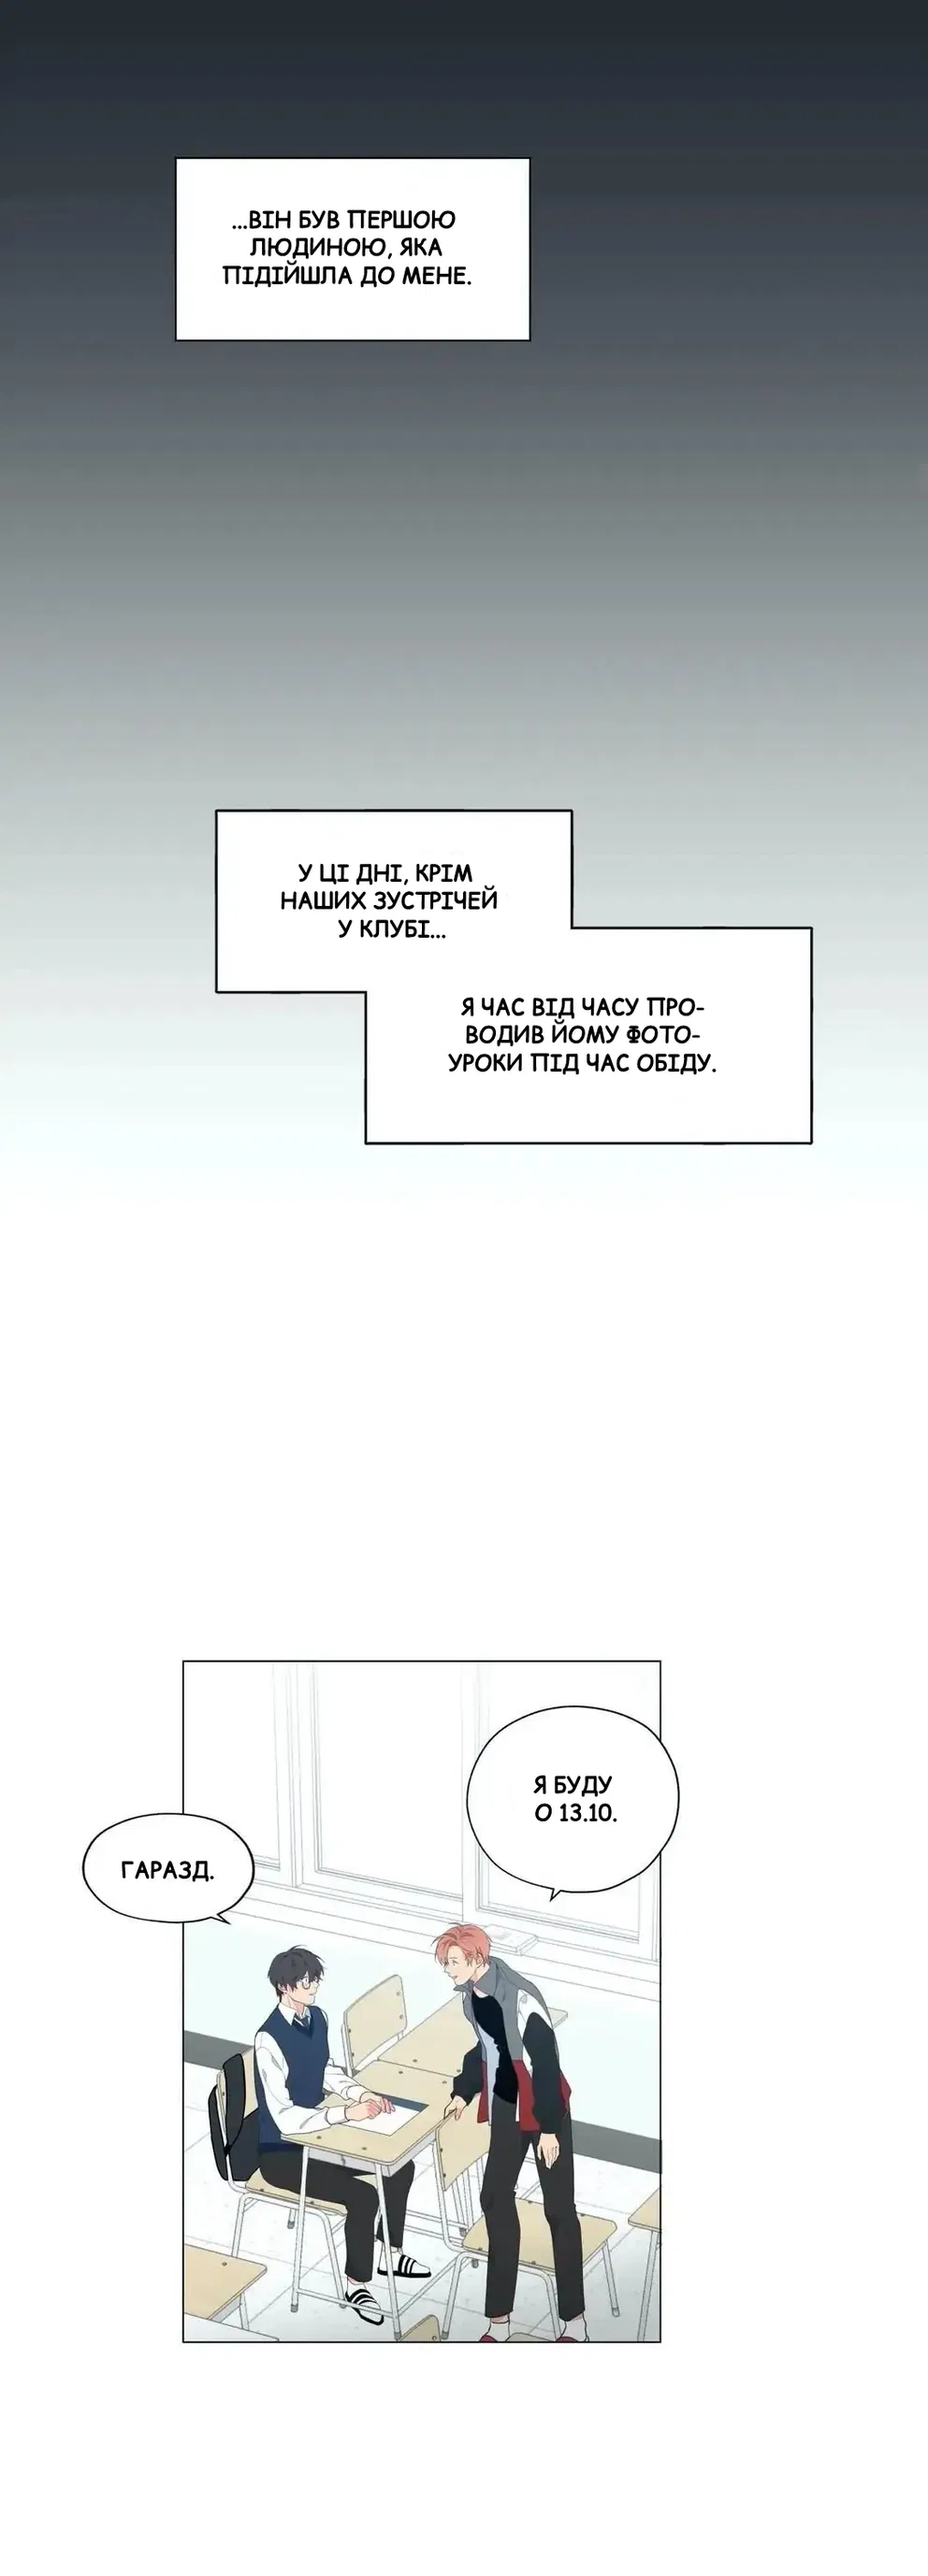 ...ВІН БУВ ПЕРШОЮ
ЛЮДИНОЮ, ЯКА
ПІДІЙШЛА ДО МЕНЕ.
У ЦІ ДНІ, КРІМ
НАШИХ ЗУСТРІЧЕЙ
У КЛУБІ...
Я ЧАС ВІД ЧАСУ ПРО-
ВОДИВ ЙОМУ ФОТО-
УРОКИ ПІД ЧАС ОБІДУ.
Я БУДУ
О 13.10.
ГАРАЗД.